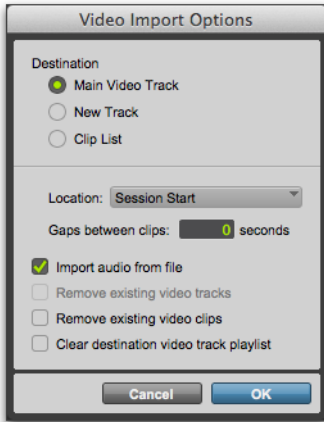 Video Import Options
Destination
Main Video Track
New Track
Clip List
Location: Session Start
Gaps between clips: 0 seconds
Import audio from file
Remove existing video tracks
Remove existing video clips
Clear destination video track playlist
Cancel OK